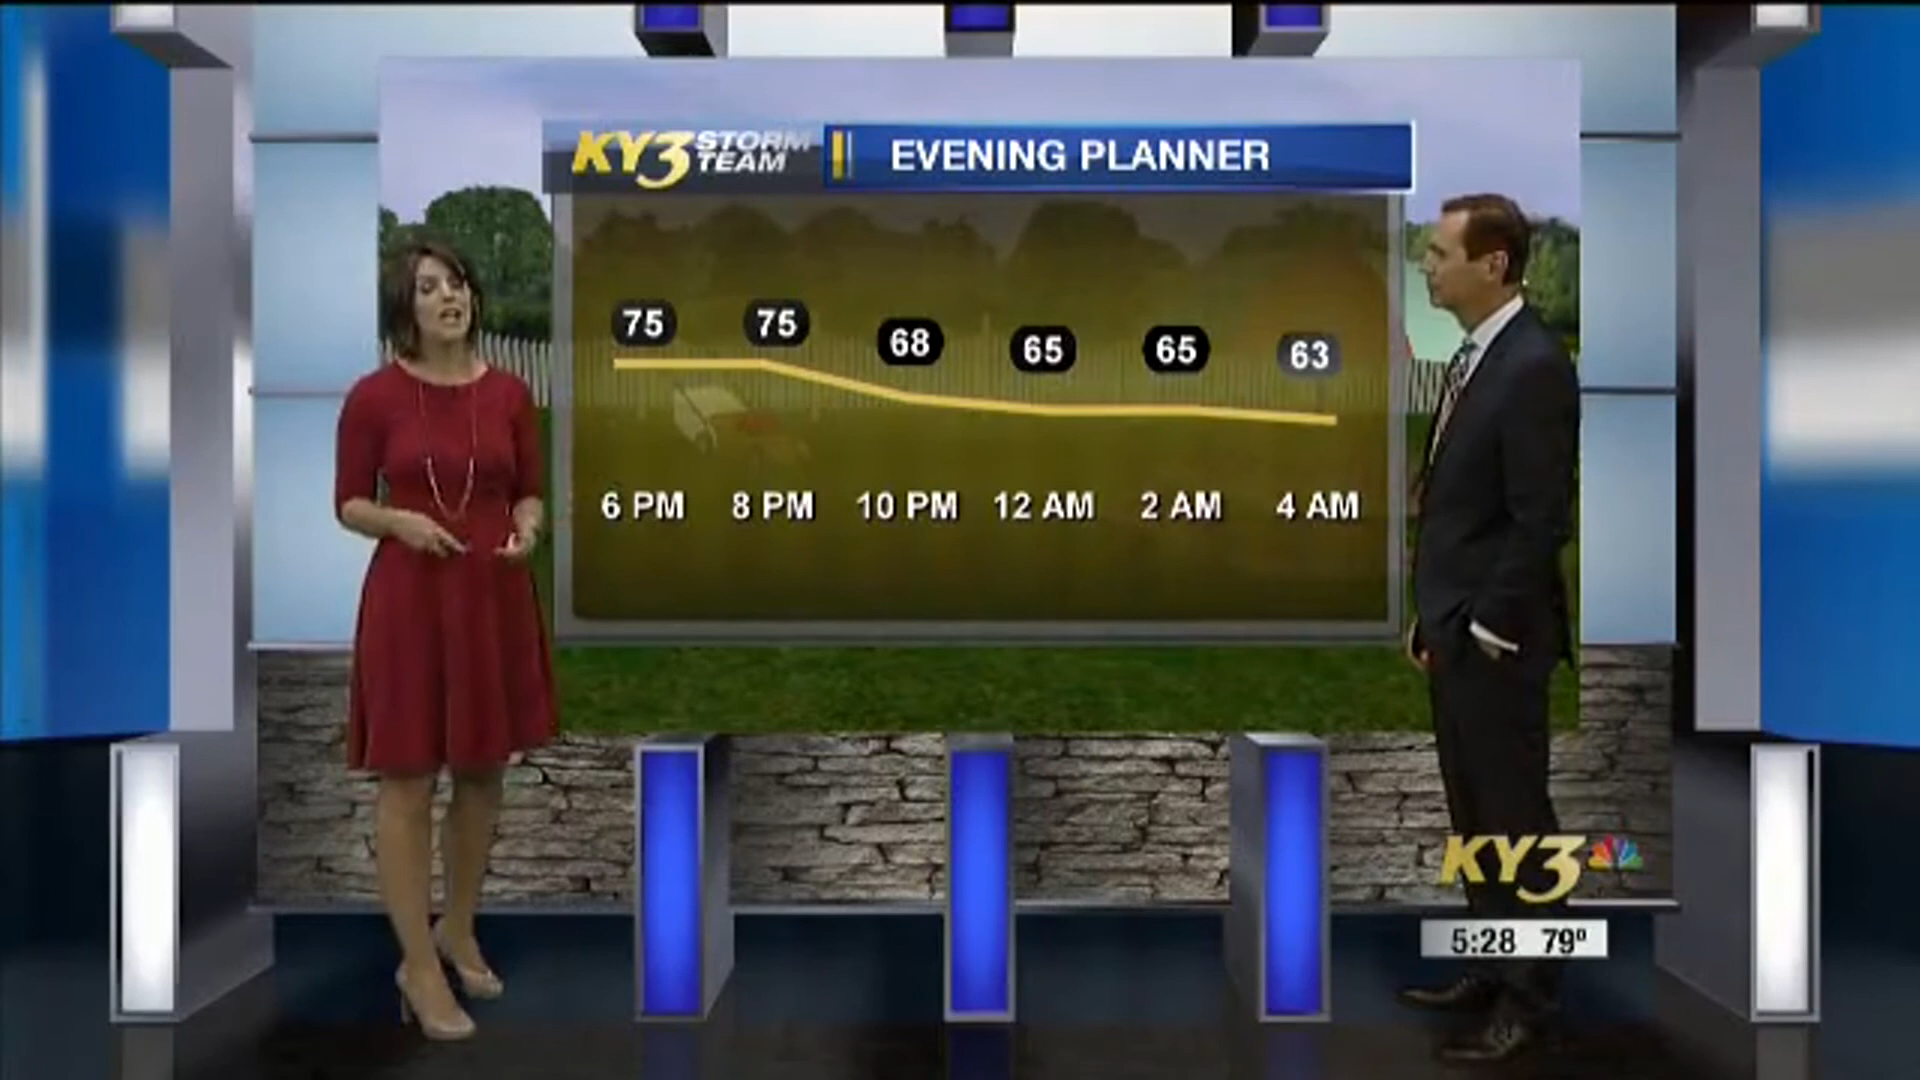 KY3 STORM TEAM EVENING PLANNER
75 75 68 65 65 63
6 PM 8 PM 10 PM 12 AM 2 AM 4 AM
KY3
5:28 79º